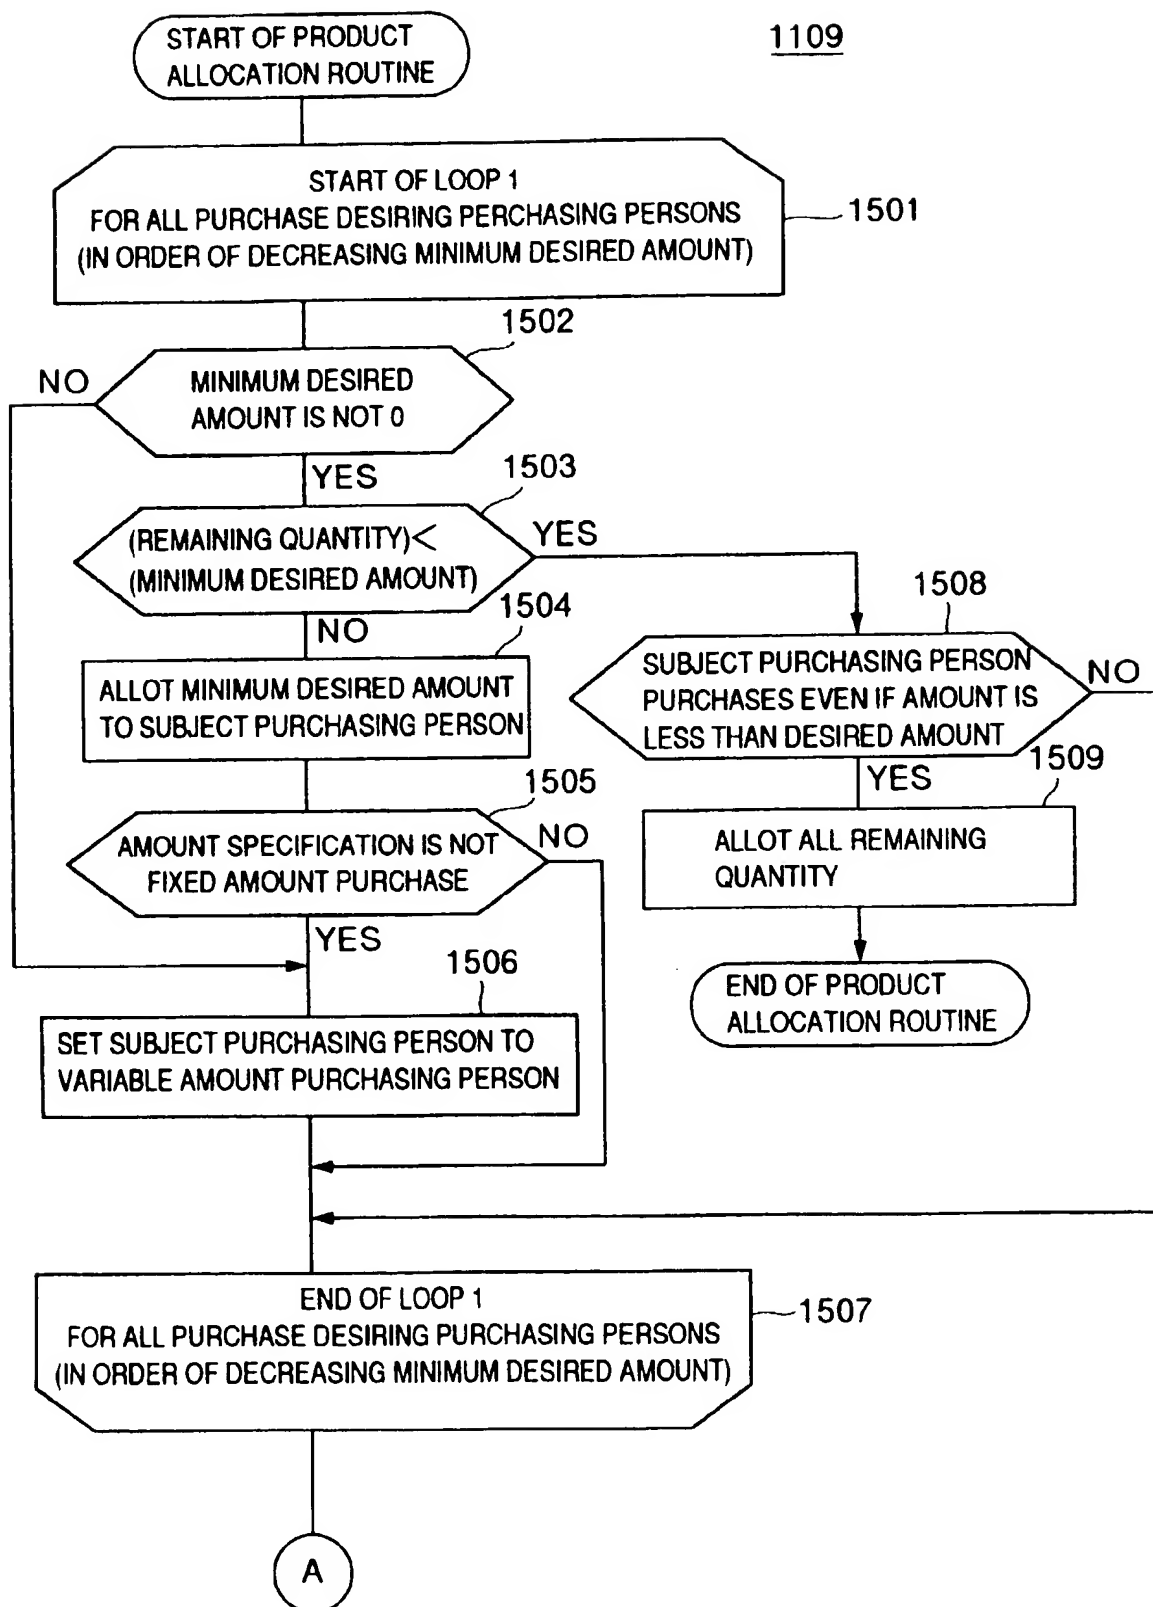 START OF PRODUCT
ALLOCATION ROUTINE
1109
START OF LOOP 1
FOR ALL PURCHASE DESIRING PERCHASING PERSONS
(IN ORDER OF DECREASING MINIMUM DESIRED AMOUNT)
1501
1502
NO
MINIMUM DESIRED
AMOUNT IS NOT 0
YES
1503
(REMAINING QUANTITY)<
(MINIMUM DESIRED AMOUNT)
YES
NO
1504
ALLOT MINIMUM DESIRED AMOUNT
TO SUBJECT PURCHASING PERSON
1508
SUBJECT PURCHASING PERSON
PURCHASES EVEN IF AMOUNT IS
LESS THAN DESIRED AMOUNT
NO
YES
1509
ALLOT ALL REMAINING
QUANTITY
END OF PRODUCT
ALLOCATION ROUTINE
1505
AMOUNT SPECIFICATION IS NOT
FIXED AMOUNT PURCHASE
NO
YES
1506
SET SUBJECT PURCHASING PERSON TO
VARIABLE AMOUNT PURCHASING PERSON
END OF LOOP 1
FOR ALL PURCHASE DESIRING PURCHASING PERSONS
(IN ORDER OF DECREASING MINIMUM DESIRED AMOUNT)
1507
A